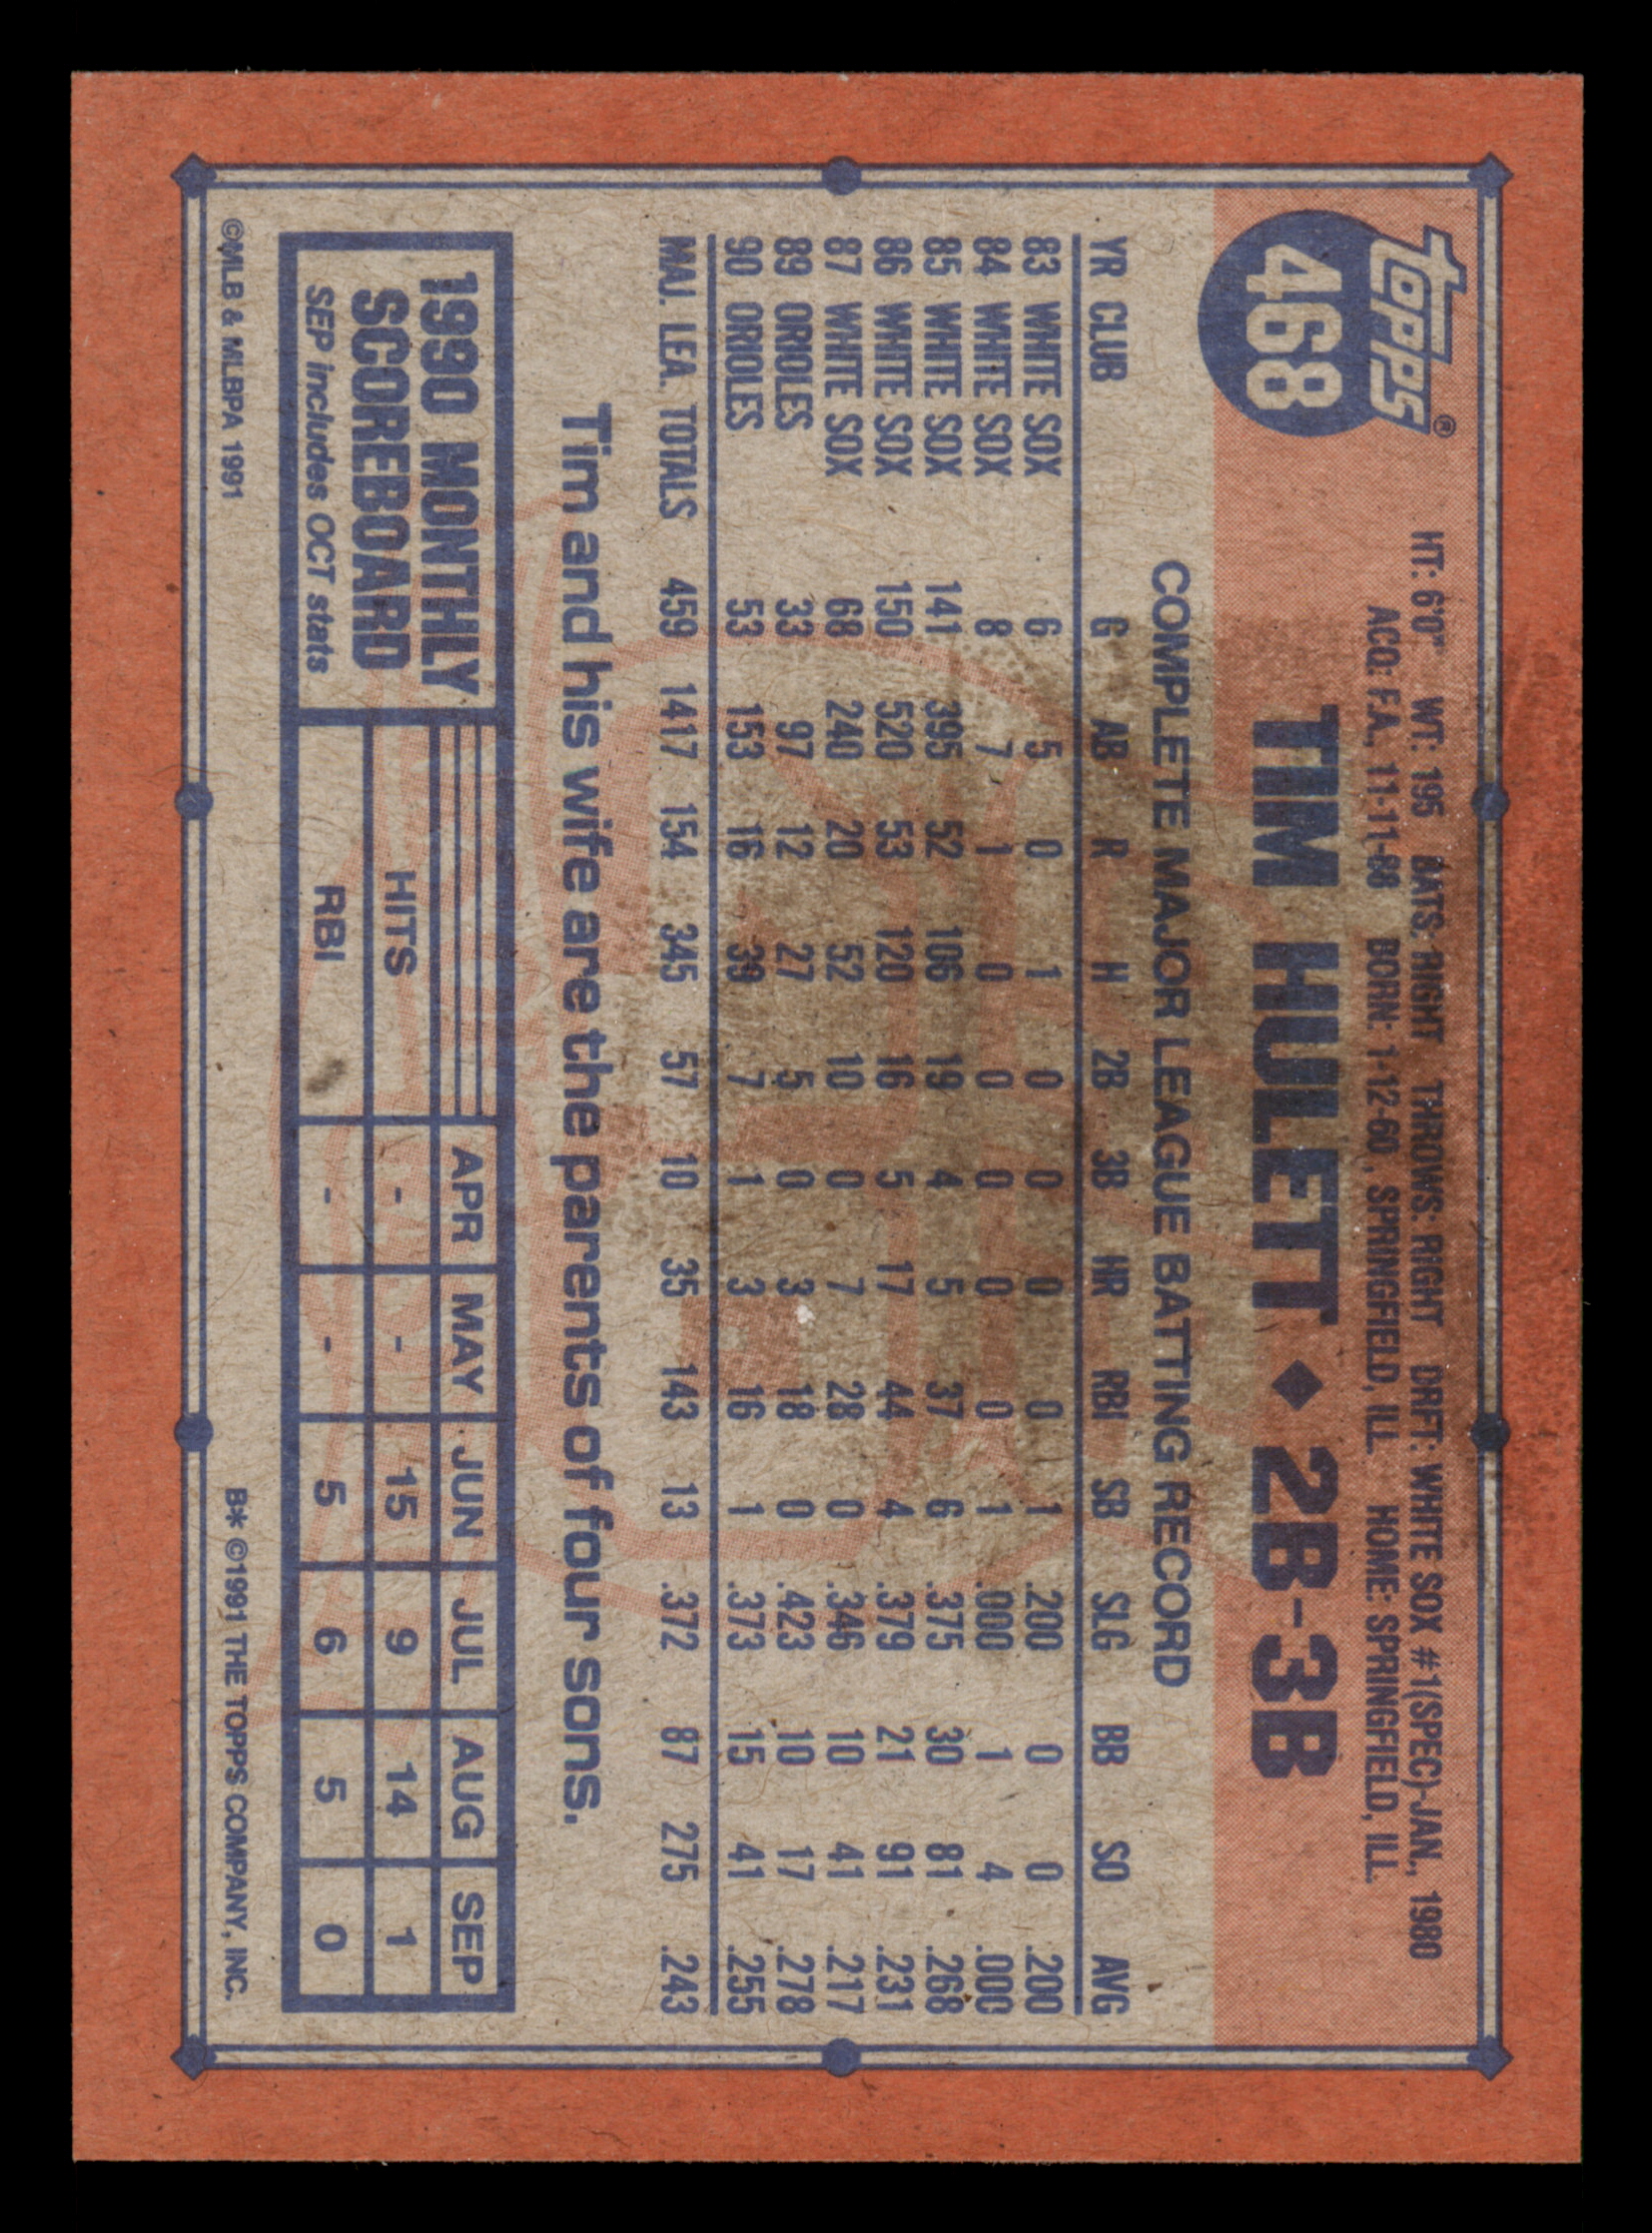 Topps®
468
HT: 6'0" WT: 195 BATS: RIGHT THROWS: RIGHT DRFT: WHITE SOX #1(SPEC)-JAN., 1980
ACQ: F.A., 11-11-88 BORN: 1-12-60, SPRINGFIELD, ILL. HOME: SPRINGFIELD, ILL.
TIM HULETT ♦ 2B-3B
COMPLETE MAJOR LEAGUE BATTING RECORD
YR CLUB G AB R H 2B 3B HR RBI SB SLG BB SO AVG
83 WHITE SOX 6 5 0 1 0 0 0 0 1 .200 0 0 .200
84 WHITE SOX 8 7 1 0 0 0 0 0 1 .000 1 4 .000
85 WHITE SOX 141 395 52 106 19 4 5 37 6 .375 30 81 .268
86 WHITE SOX 150 520 53 120 16 5 17 44 4 .379 21 91 .231
87 WHITE SOX 68 240 20 52 10 0 7 28 0 .346 10 41 .217
89 ORIOLES 33 97 12 27 5 0 3 18 0 .423 10 17 .278
90 ORIOLES 53 153 16 39 7 1 3 16 1 .373 15 41 .255
MAJ. LEA. TOTALS 459 1417 154 345 57 10 35 143 13 .372 87 275 .243
Tim and his wife are the parents of four sons.
1990 MONTHLY
SCOREBOARD
SEP includes OCT stats
APR MAY JUN JUL AUG SEP
HITS - - 15 9 14 1
RBI - - 5 6 5 0
©MLB & MLBPA 1991
B* ©1991 THE TOPPS COMPANY, INC.